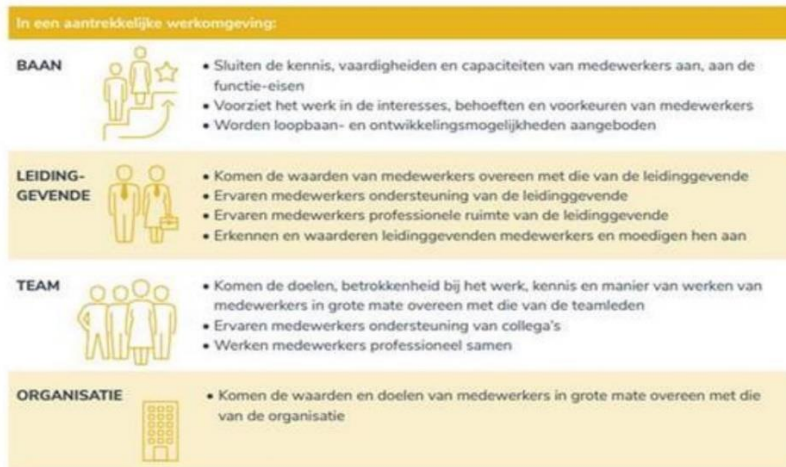 In een aantrekkelijke werkomgeving:
BAAN
• Sluiten de kennis, vaardigheiden en capaciteiten van medewerkers aan, aan de
functie-eisen
• Voorziet het werk in de interesses, behoeften en voorkeuren van medewerkers
• Worden loopbaan- en ontwikkelingsmogelijkheden aangeboden
LEIDING-
GEVENDE
• Komen de waarden van medewerkers overeen met die van de leidinggevende
• Ervaren medewerkers ondersteuning van de leidinggevende
• Ervaren medewerkers professionele ruimte van de leidinggevende
• Erkennen en waarderen leidinggevenden medewerkers en moedigen hen aan
TEAM
• Komen de doelen, betrokkenheid bij het werk, kennis en manier van werken van
medewerkers in grote mate overeen met die van de teamleden
• Ervaren medewerkers ondersteuning van collega's
• Werken medewerkers professioneel samen
ORGANISATIE
• Komen de waarden en doelen van medewerkers in grote mate overeen met die
van de organisatie